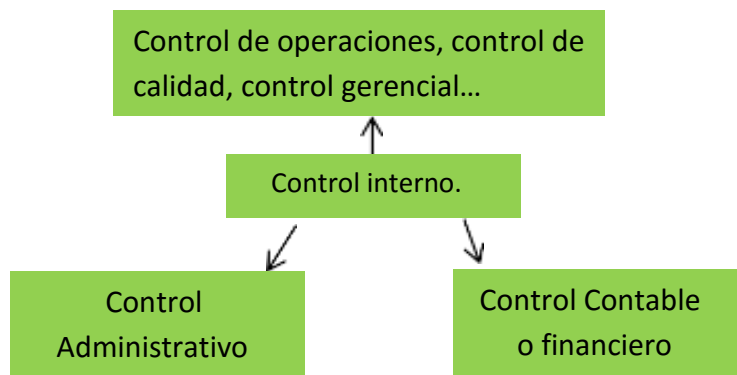 Control de operaciones, control de
calidad, control gerencial…
Control interno.
Control
Administrativo
Control Contable
o financiero